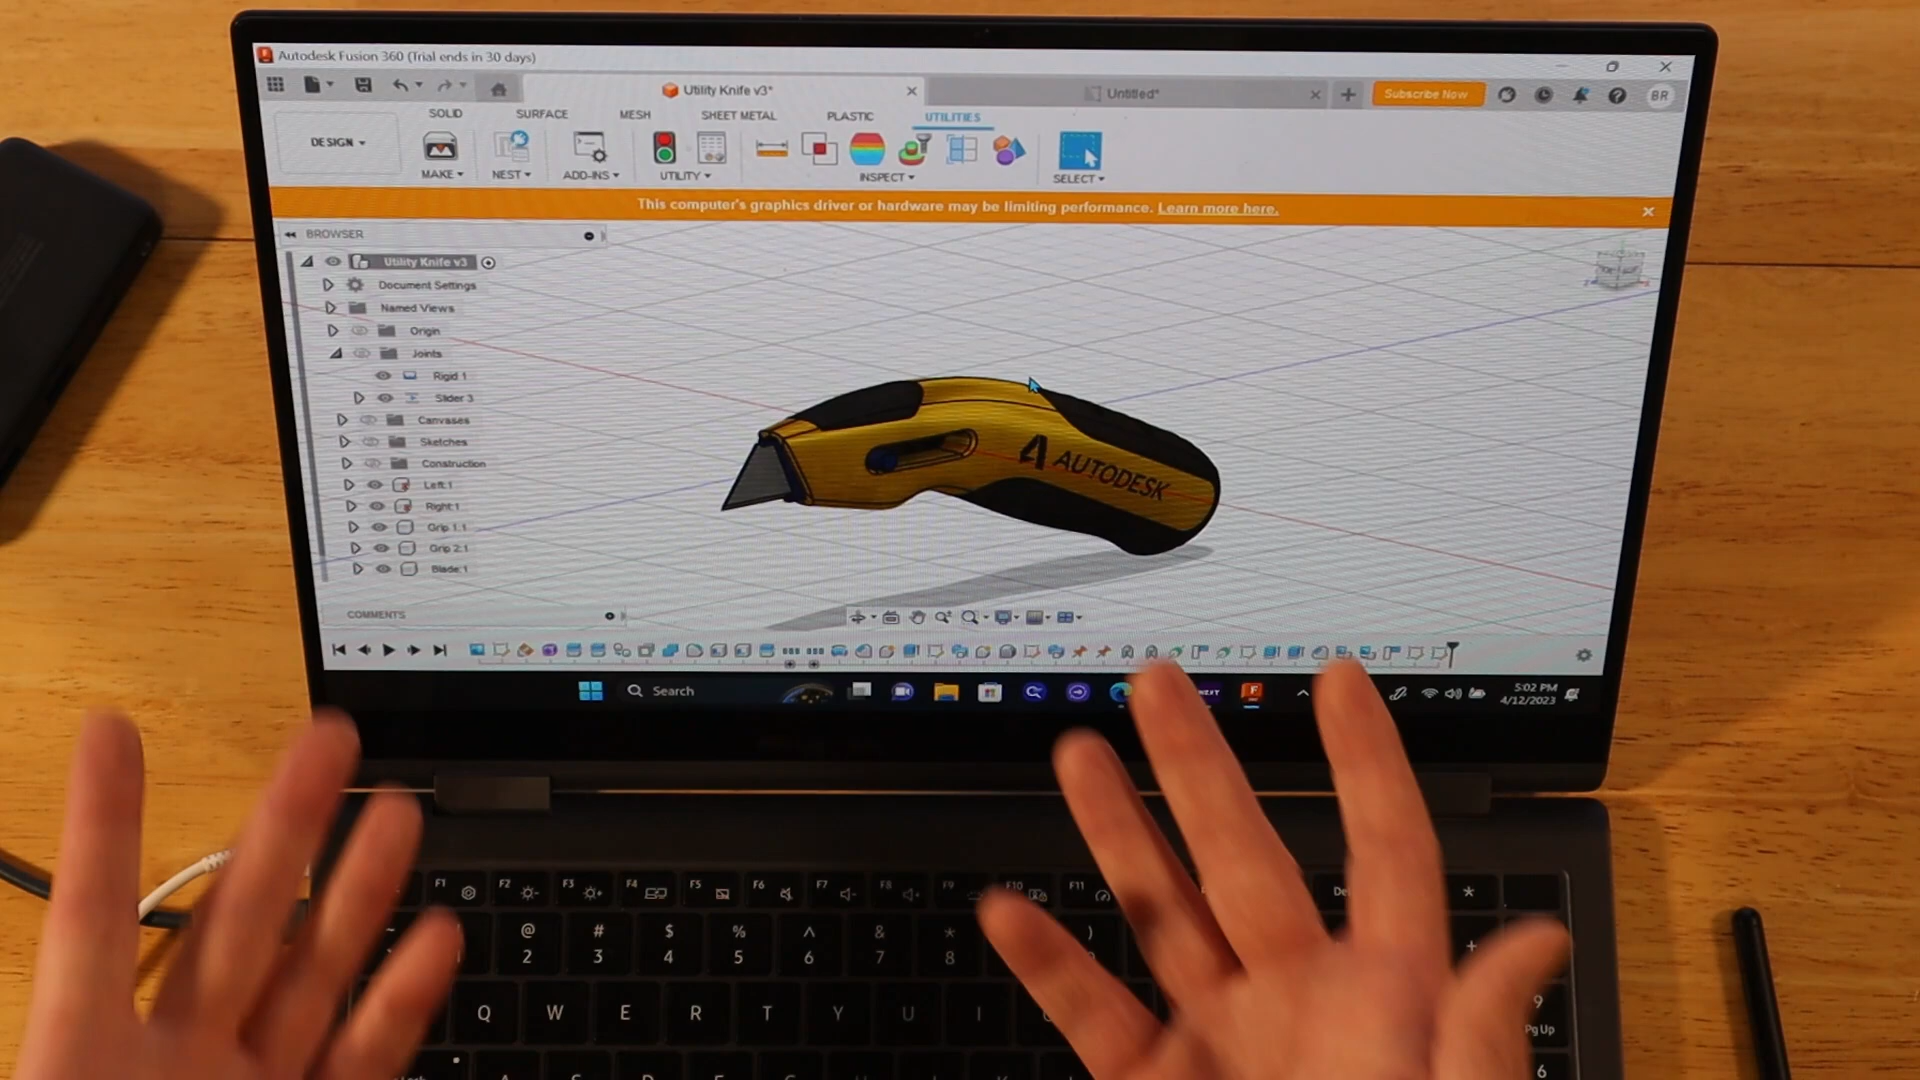 Autodesk Fusion 360 (Trial ends in 30 days)
Utility Knife v3*
Untitled*
Subscribe Now
BR
SOLID
SURFACE
MESH
SHEET METAL
PLASTIC
UTILITIES
DESIGN
MAKE
NEST
ADD-INS
UTILITY
INSPECT
SELECT
This computer's graphics driver or hardware may be limiting performance. Learn more here.
BROWSER
Utility Knife v3
Document Settings
Named Views
Origin
Joints
Rigid 1
Slider 3
Canvases
Sketches
Construction
Left:1
Right:1
Grip 1:1
Grip 2:1
Blade:1
AUTODESK
COMMENTS
Search
5:02 PM
4/12/2023
F1 F2 F3 F4 F5 F6 F7 F8 F9 F10 F11 De *
@ # $ % ^ & * ) +
2 3 4 5 6 7 8
Q W E R T Y U I
9
Pg Up
6